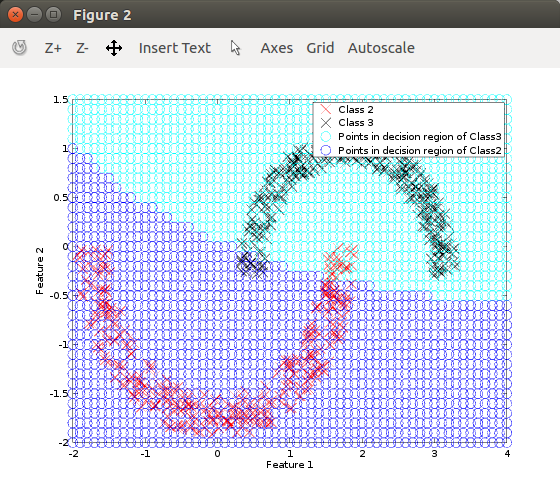 Figure 2
Z+ Z- Insert Text Axes Grid Autoscale
1.5
1
0.5
0
-0.5
-1
-1.5
-2
Feature 2
Class 2
Class 3
Points in decision region of Class3
Points in decision region of Class2
-2 -1 0 1 2 3 4
Feature 1